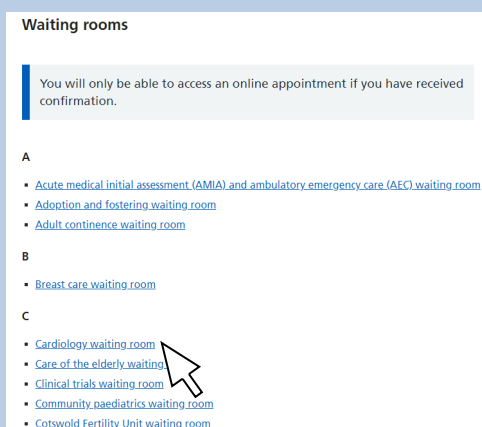 Waiting rooms
You will only be able to access an online appointment if you have received
confirmation.
A
Acute medical initial assessment (AMIA) and ambulatory emergency care (AEC) waiting room
Adoption and fostering waiting room
Adult continence waiting room
B
Breast care waiting room
C
Cardiology waiting room
Care of the elderly waiting
Clinical trials waiting room
Community paediatrics waiting room
Cotswold Fertility Unit waiting room